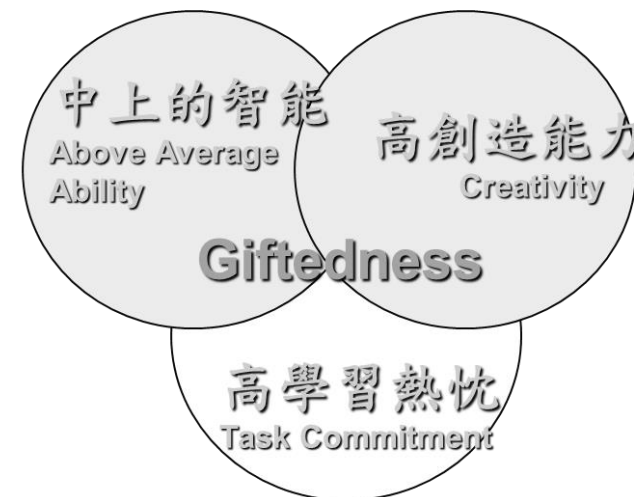 中上的智能
Above Average
Ability
高創造能力
Creativity
Giftedness
高學習熱忱
Task Commitment